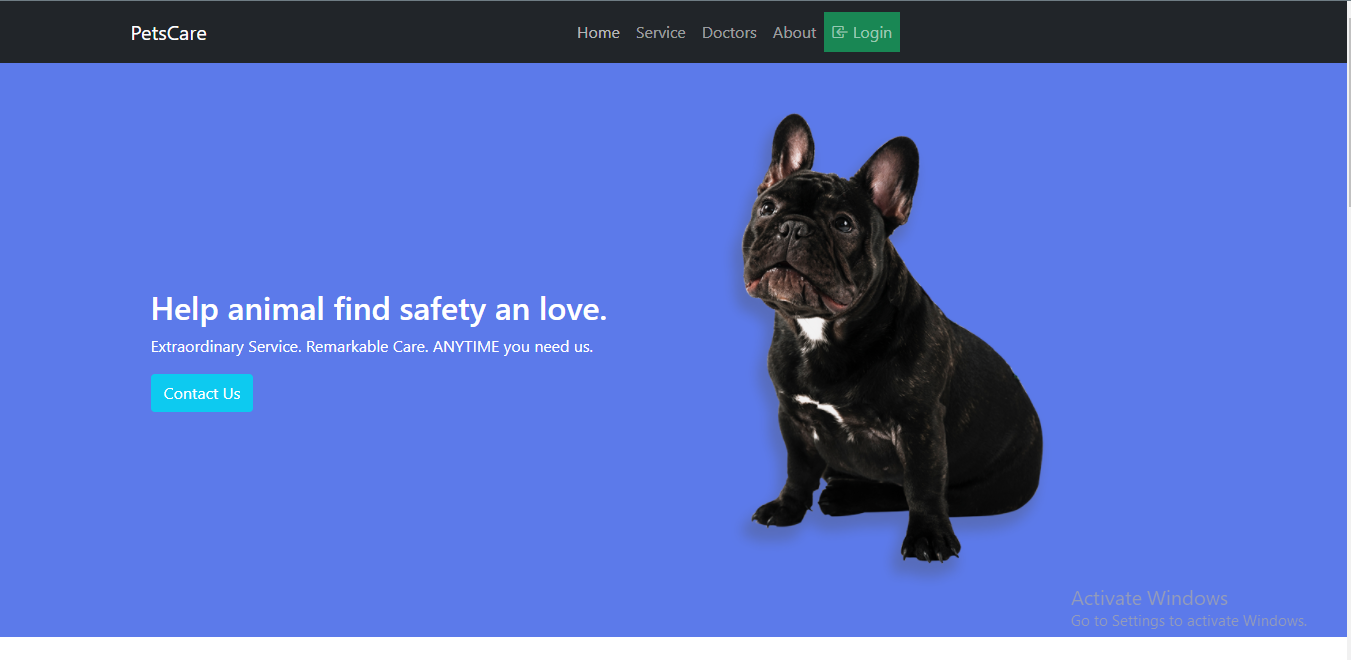 PetsCare
Home Service Doctors About Login
Help animal find safety an love.
Extraordinary Service. Remarkable Care. ANYTIME you need us.
Contact Us
Activate Windows
Go to Settings to activate Windows.